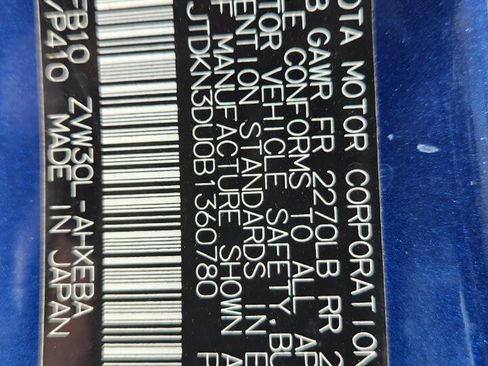 OTA MOTOR CORPORATION
B GAWR FR 2270LB RR 2
E CONFORMS TO ALL AP
TOR VEHICLE SAFETY, BU
ENTION STANDARDS IN E
F MANUFACTURE SHOWN A
JTDKN3DU0B1360780 P
FB10 ZVW30L-AHXEBA
/P410 MADE IN JAPAN